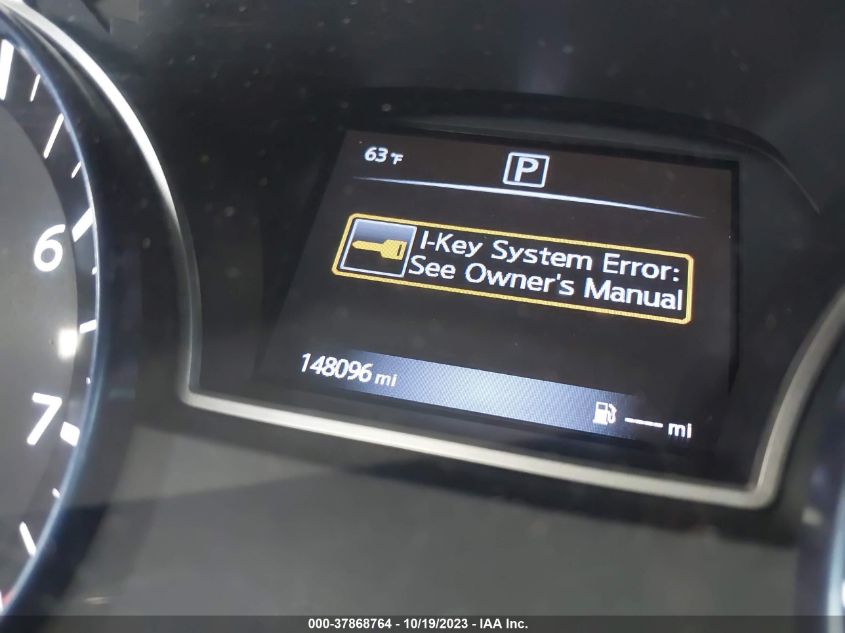 63°F
P
I-Key System Error:
See Owner's Manual
6
148096 mi
---- mi
7
000-37868764 - 10/19/2023 - IAA Inc.